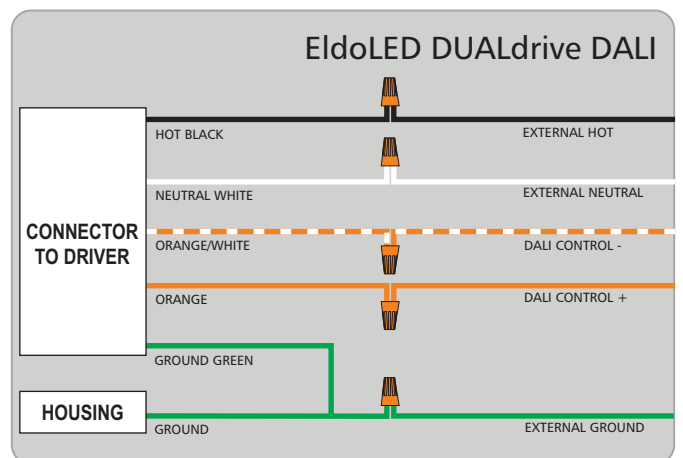 EldoLED DUALdrive DALI
HOT BLACK
EXTERNAL HOT
NEUTRAL WHITE
EXTERNAL NEUTRAL
CONNECTOR
TO DRIVER
ORANGE/WHITE
DALI CONTROL -
ORANGE
DALI CONTROL +
GROUND GREEN
HOUSING
GROUND
EXTERNAL GROUND